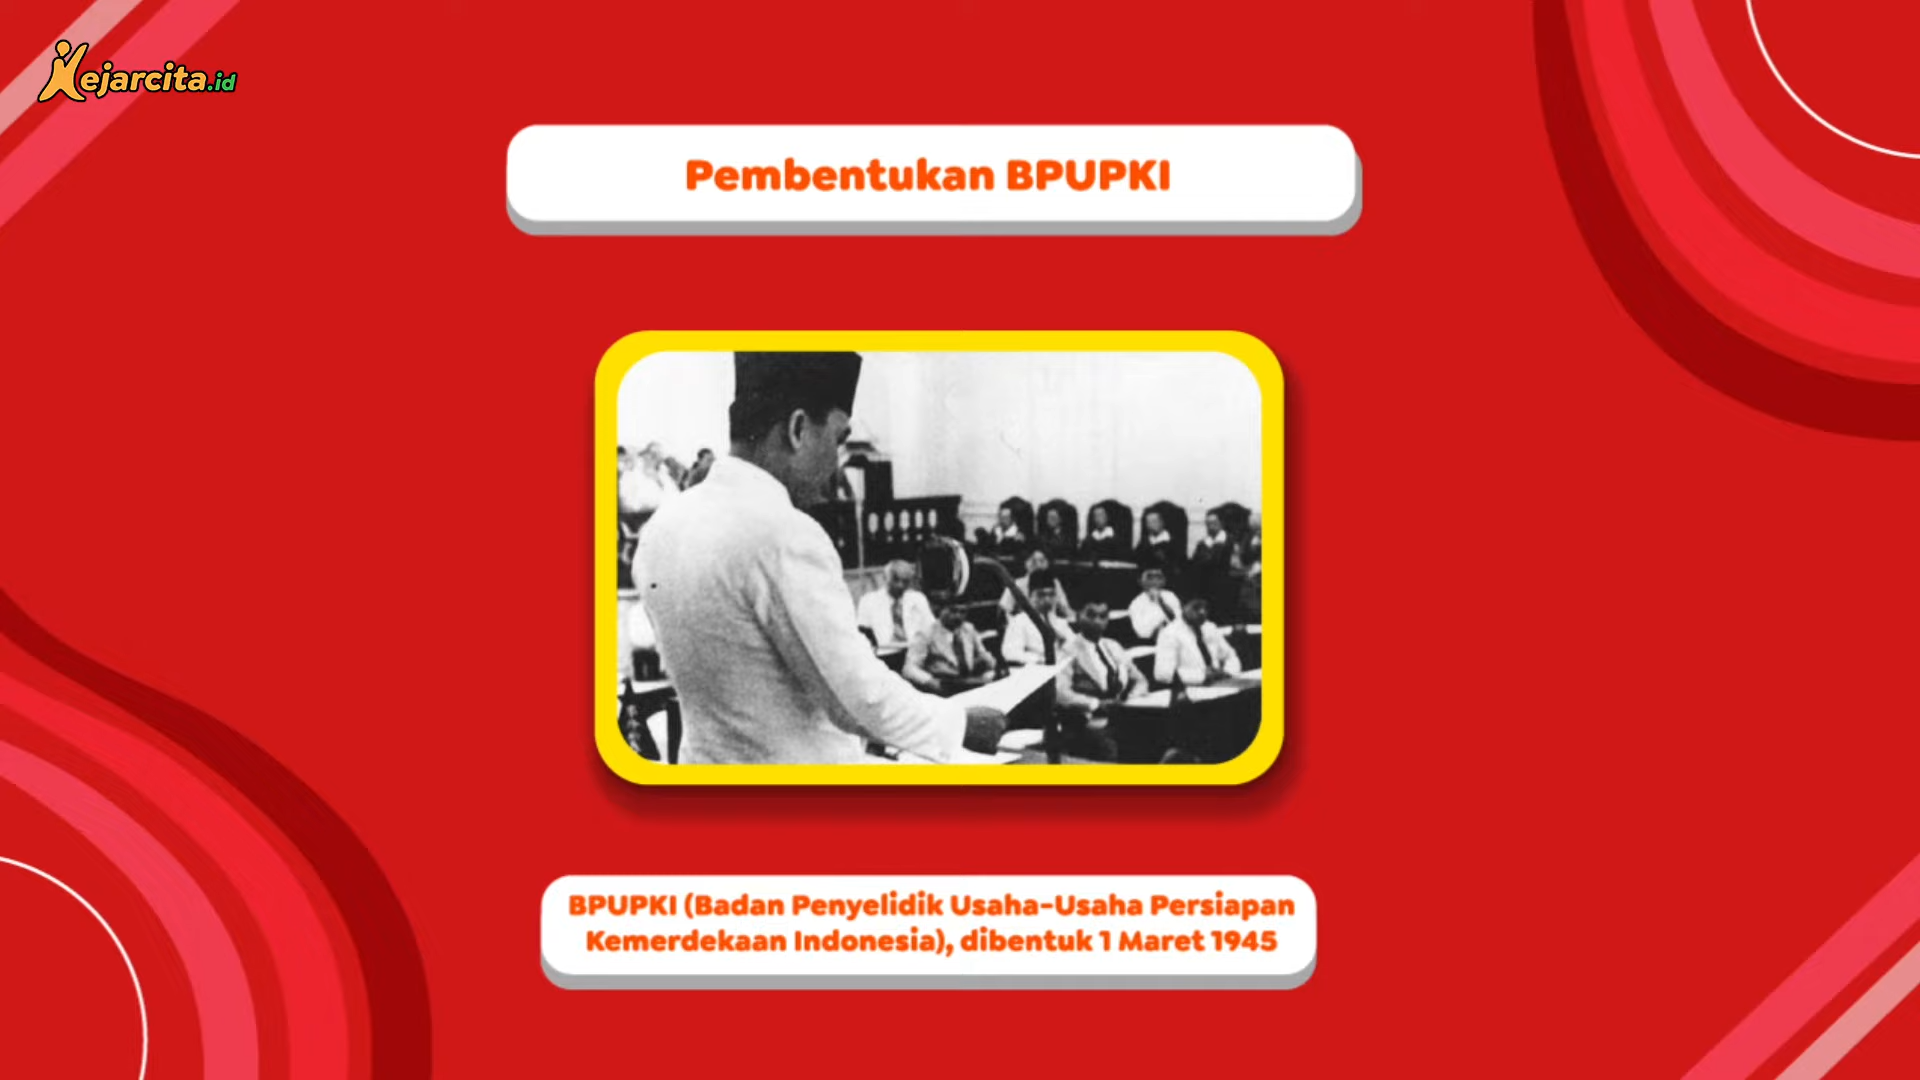 Kejarcita.id
Pembentukan BPUPKI
BPUPKI (Badan Penyelidik Usaha-Usaha Persiapan
Kemerdekaan Indonesia), dibentuk 1 Maret 1945